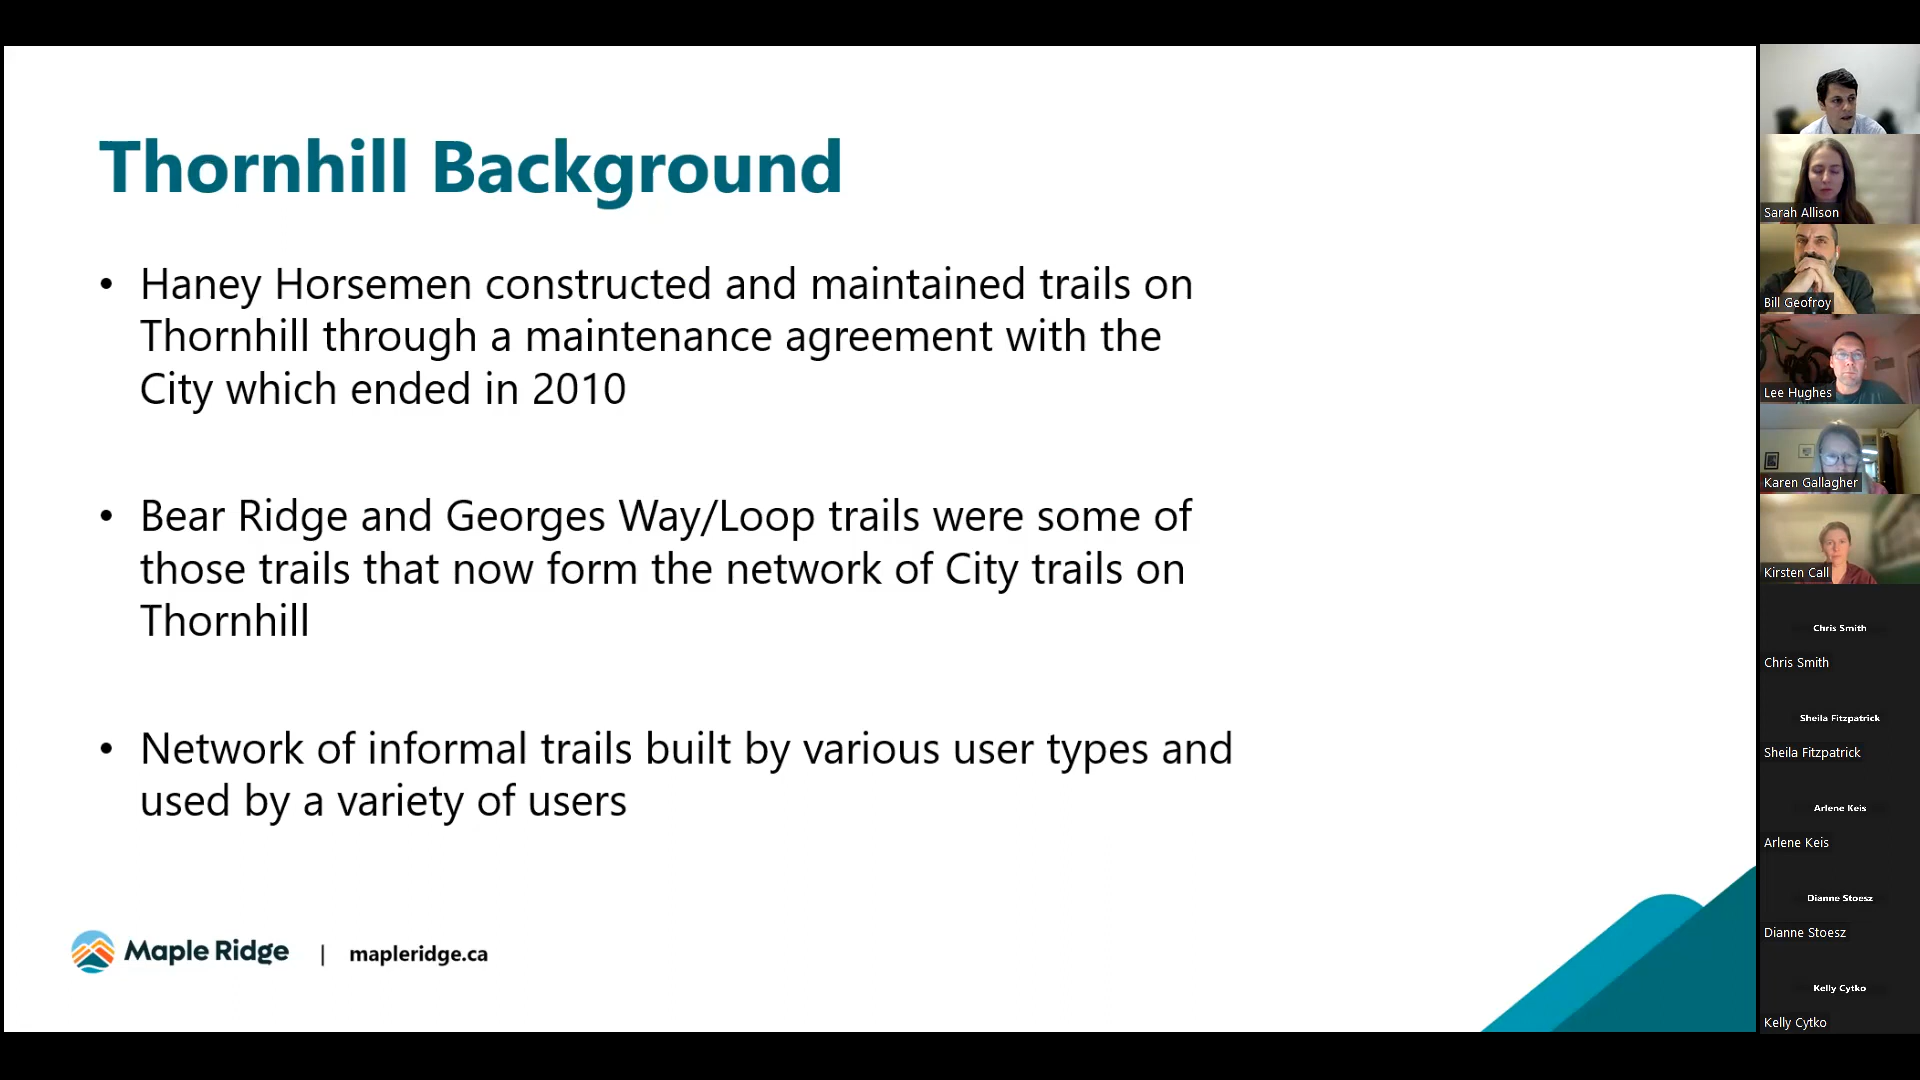 Thornhill Background
• Haney Horsemen constructed and maintained trails on
Thornhill through a maintenance agreement with the
City which ended in 2010
• Bear Ridge and Georges Way/Loop trails were some of
those trails that now form the network of City trails on
Thornhill
• Network of informal trails built by various user types and
used by a variety of users
Maple Ridge | mapleridge.ca
Sarah Allison
Bill Geofroy
Lee Hughes
Karen Gallagher
Kirsten Call
Chris Smith
Chris Smith
Sheila Fitzpatrick
Sheila Fitzpatrick
Arlene Keis
Arlene Keis
Dianne Stoesz
Dianne Stoesz
Kelly Cytko
Kelly Cytko